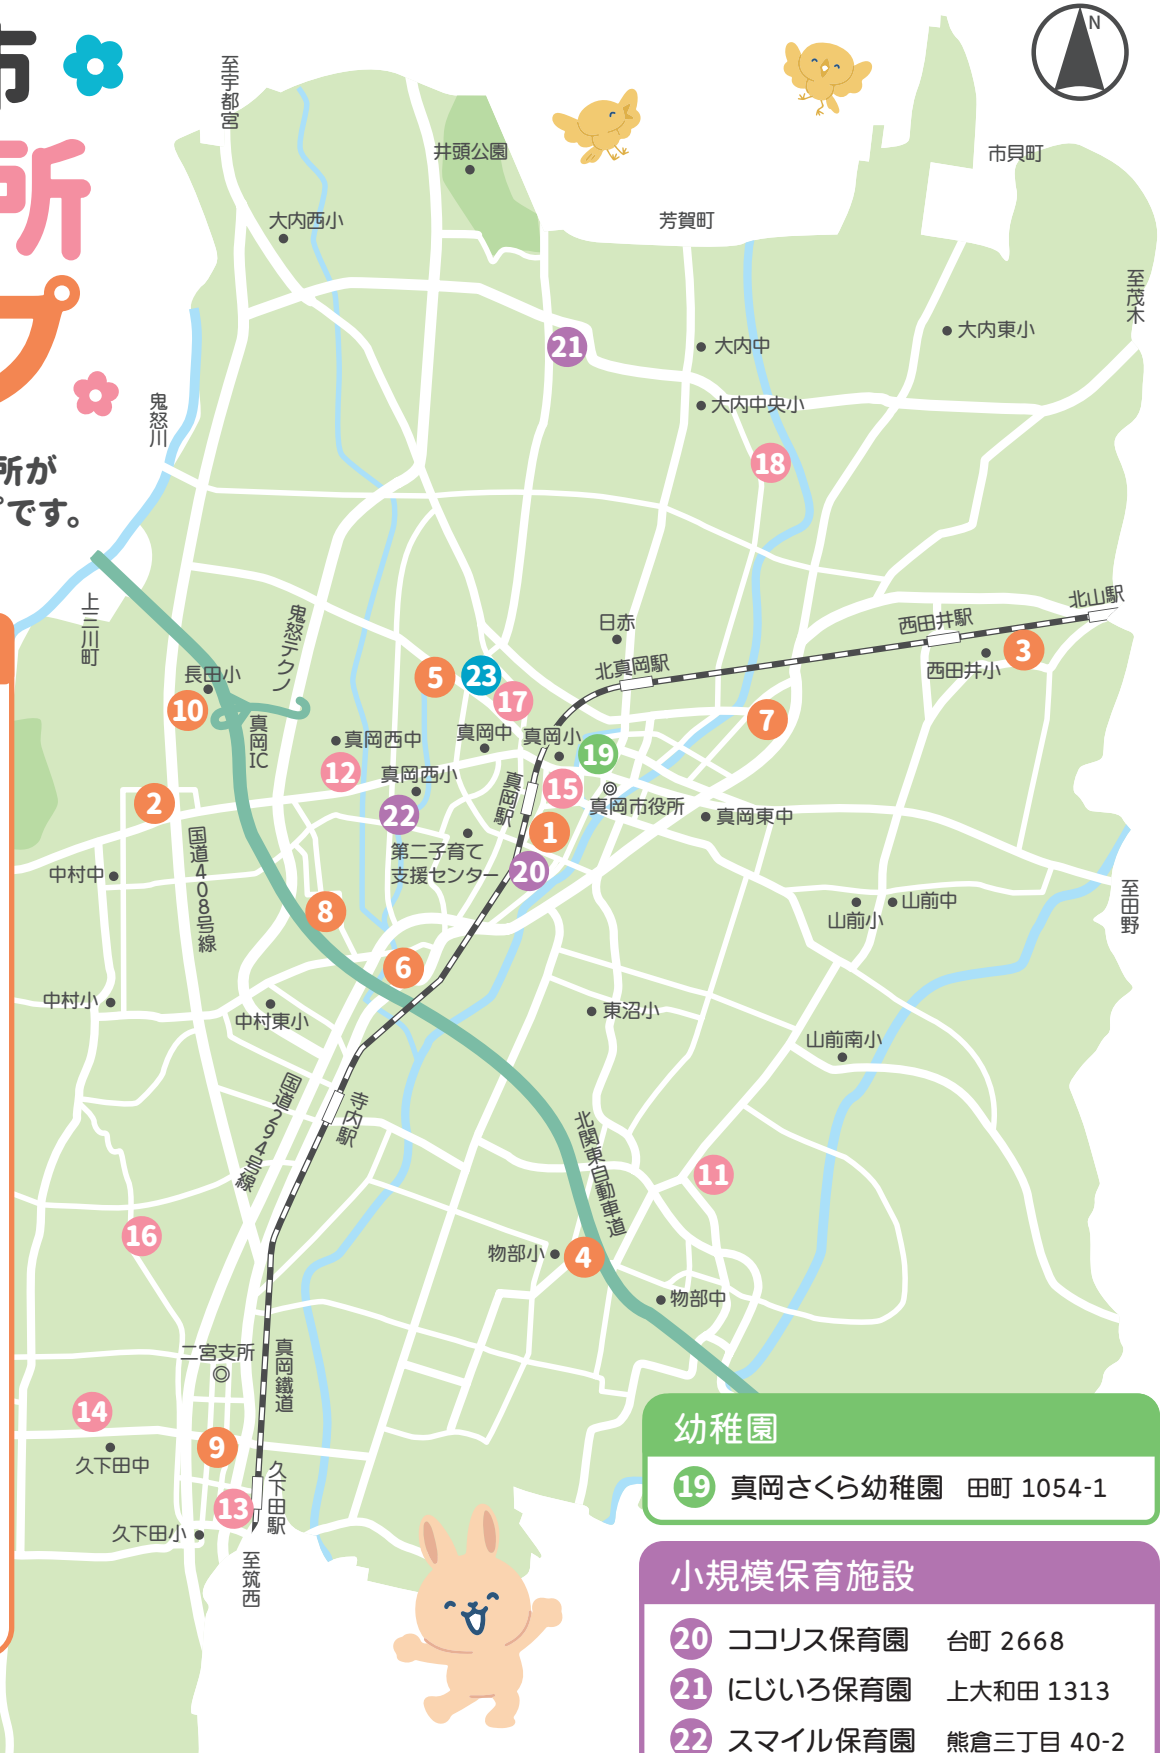 市
所
プ
所が
プです。
N
至宇都宮
井頭公園
市貝町
大内西小
芳賀町
至茂木
大内東小
21
大内中
大内中央小
鬼怒川
18
上三川町
鬼怒テクノ
日赤
北山駅
西田井駅
3
西田井小
北真岡駅
長田小
10
5
23
17
7
真岡IC
真岡西中
真岡中
真岡小
19
12
真岡西小
真岡駅
15
真岡市役所
2
22
真岡東中
1
国道408号線
第二子育て
支援センター
20
中村中
至田野
8
山前小
山前中
6
中村小
中村東小
東沼小
山前南小
国道294号線
寺内駅
北関東自動車道
11
16
物部小
4
物部中
二宮支所
真岡鐵道
14
久下田中
9
久下田駅
13
久下田小
至筑西
幼稚園
19 真岡さくら幼稚園 田町 1054-1
小規模保育施設
20 ココリス保育園 台町 2668
21 にじいろ保育園 上大和田 1313
22 スマイル保育園 熊倉三丁目 40-2